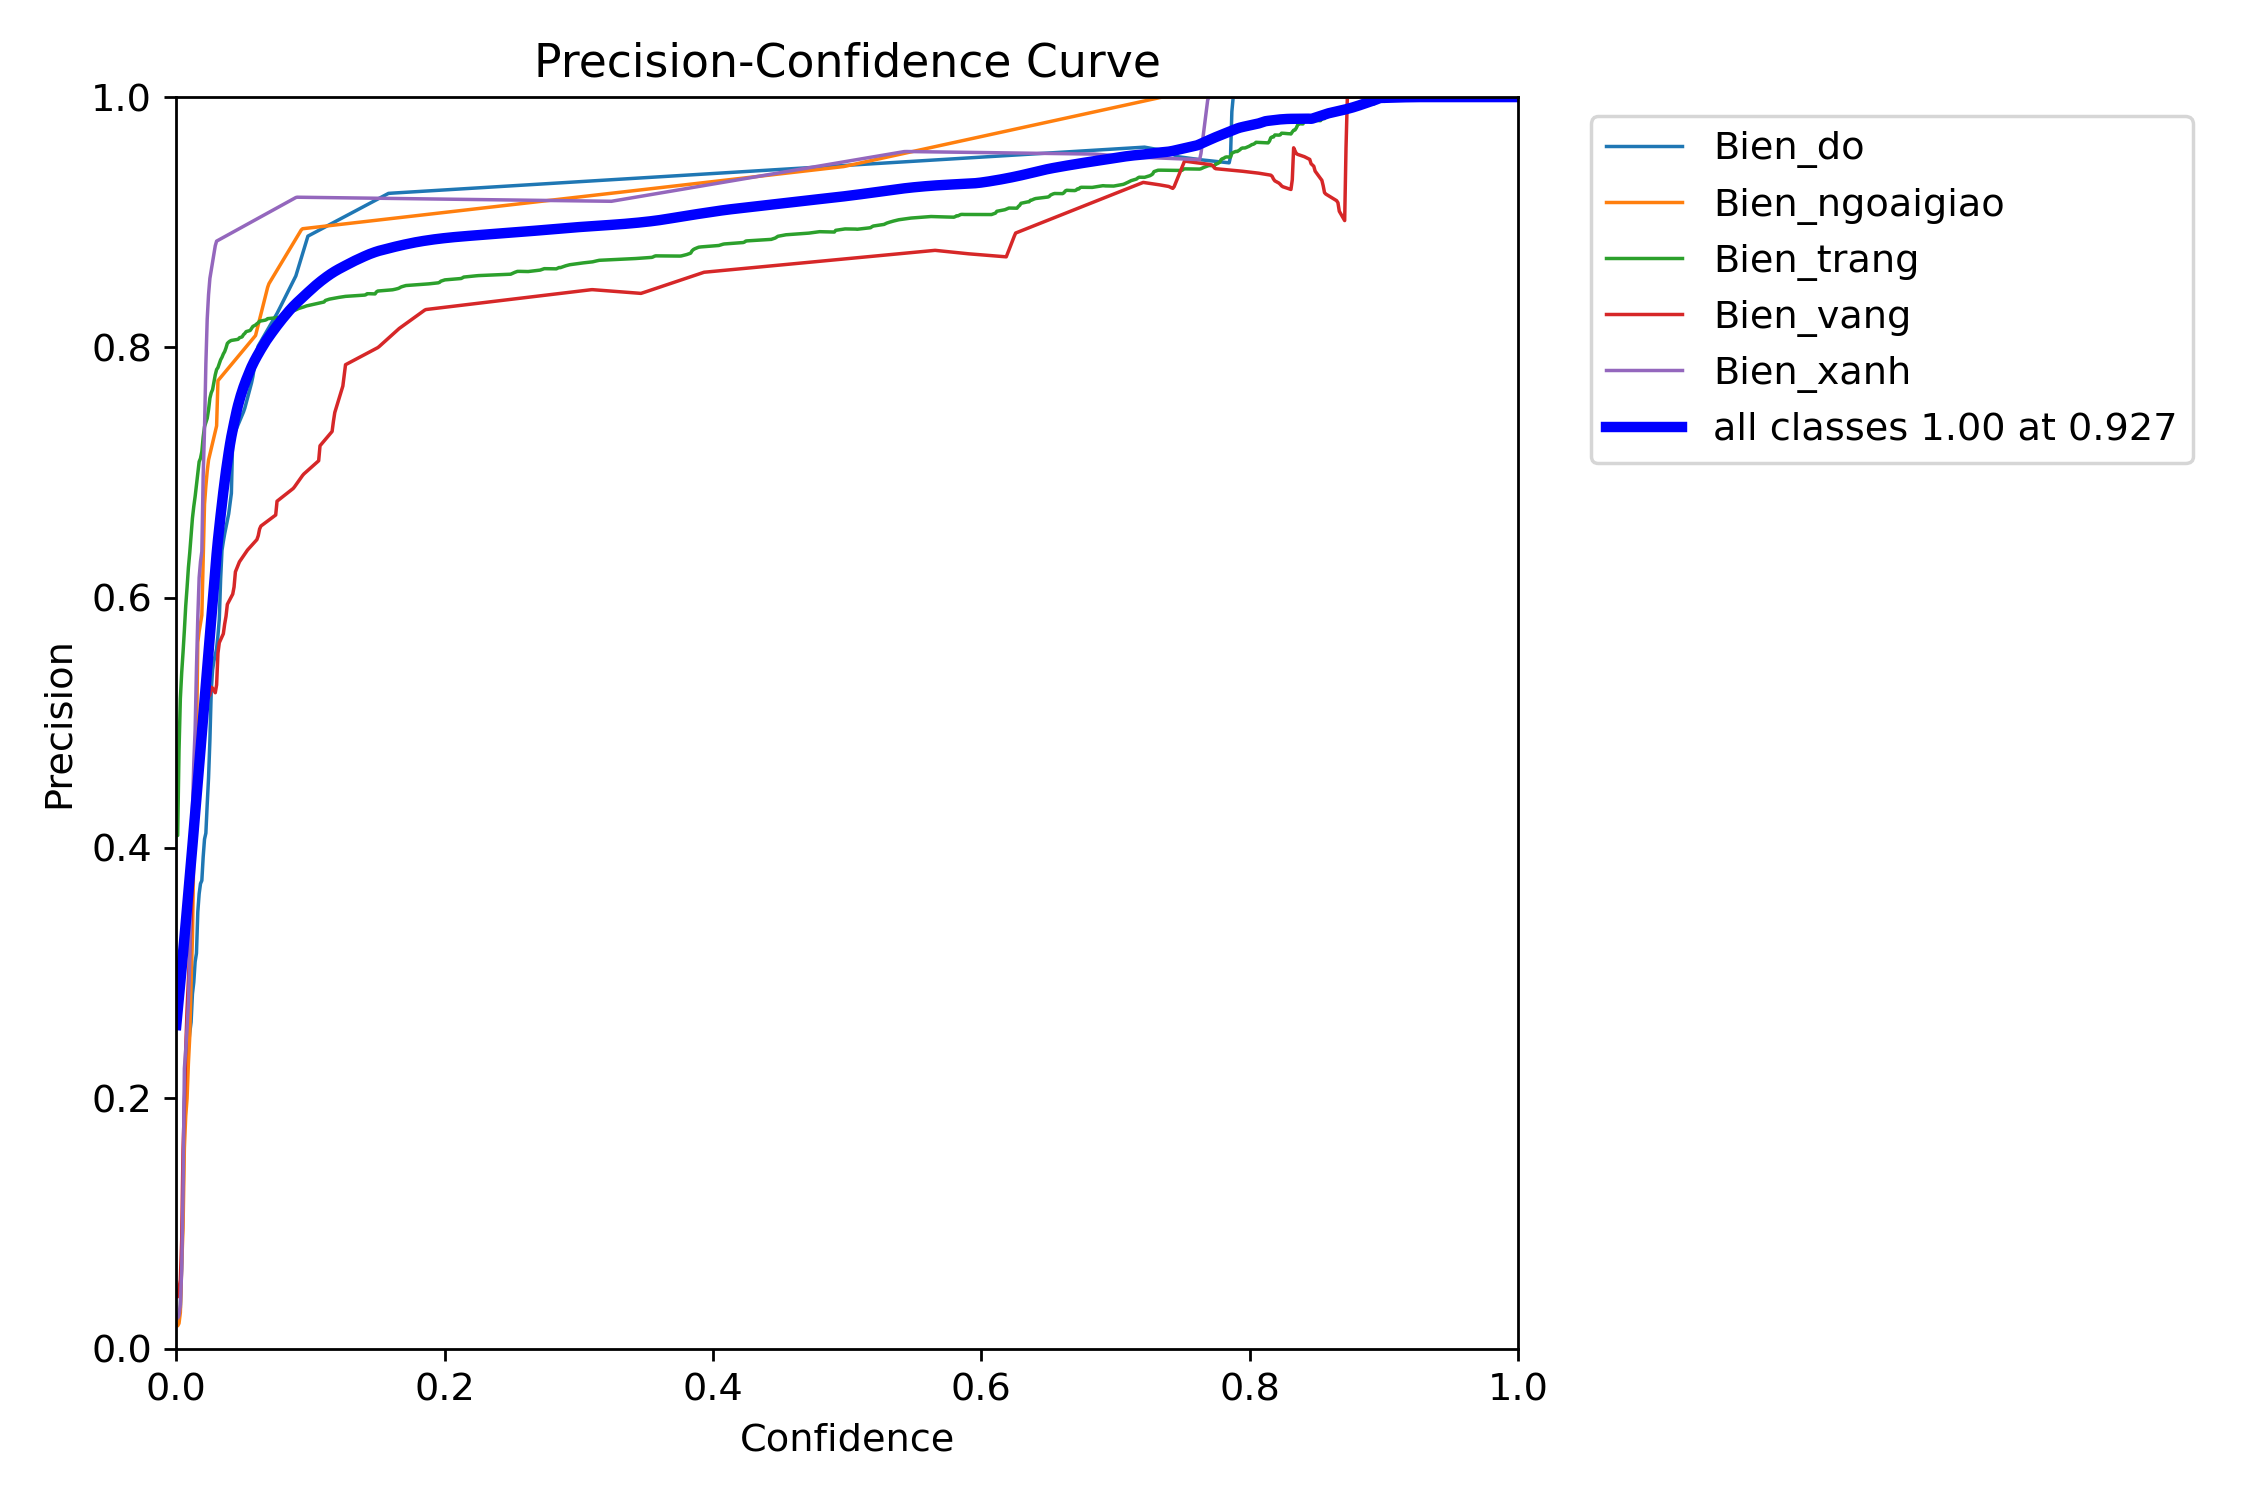 Precision-Confidence Curve
1.0
0.8
0.6
0.4
0.2
0.0
Precision
0.0 0.2 0.4 0.6 0.8 1.0
Confidence
Bien_do
Bien_ngoaigiao
Bien_trang
Bien_vang
Bien_xanh
all classes 1.00 at 0.927